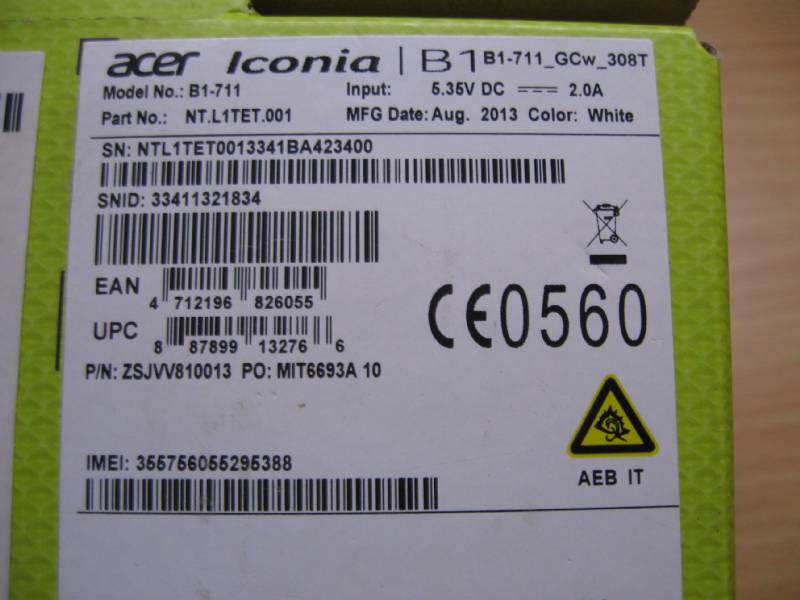 acer Iconia | B1 B1-711_GCw_308T
Model No.: B1-711 Input: 5.35V DC 2.0A
Part No.: NT.L1TET.001 MFG Date: Aug. 2013 Color: White
SN: NTL1TET0013341BA423400
SNID: 33411321834
EAN 4 712196 826055
UPC 8 87899 13276 6
P/N: ZSJVV810013 PO: MIT6693A 10
CE0560
IMEI: 355756055295388
AEB IT